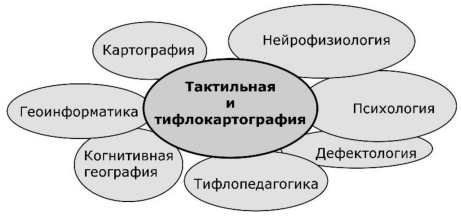 Картография
Нейрофизиология
Тактильная
и
тифлокартография
Геоинформатика
Психология
Когнитивная
география
Дефектология
Тифлопедагогика